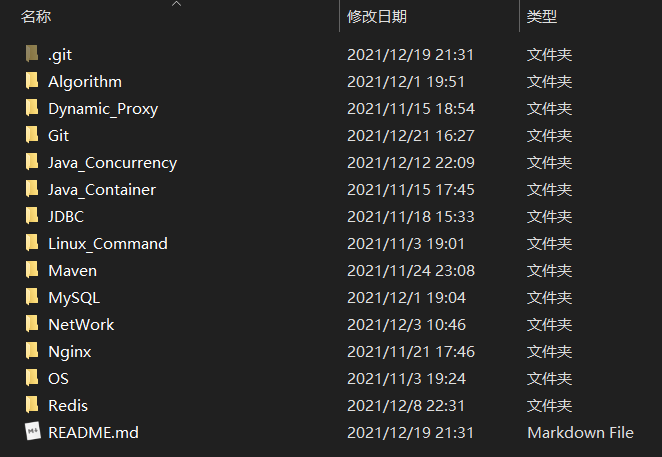 名称 修改日期 类型
.git 2021/12/19 21:31 文件夹
Algorithm 2021/12/1 19:51 文件夹
Dynamic_Proxy 2021/11/15 18:54 文件夹
Git 2021/12/21 16:27 文件夹
Java_Concurrency 2021/12/12 22:09 文件夹
Java_Container 2021/11/15 17:45 文件夹
JDBC 2021/11/18 15:33 文件夹
Linux_Command 2021/11/3 19:01 文件夹
Maven 2021/11/24 23:08 文件夹
MySQL 2021/12/1 19:04 文件夹
NetWork 2021/12/3 10:46 文件夹
Nginx 2021/11/21 17:46 文件夹
OS 2021/11/3 19:24 文件夹
Redis 2021/12/8 22:31 文件夹
README.md 2021/12/19 21:31 Markdown File